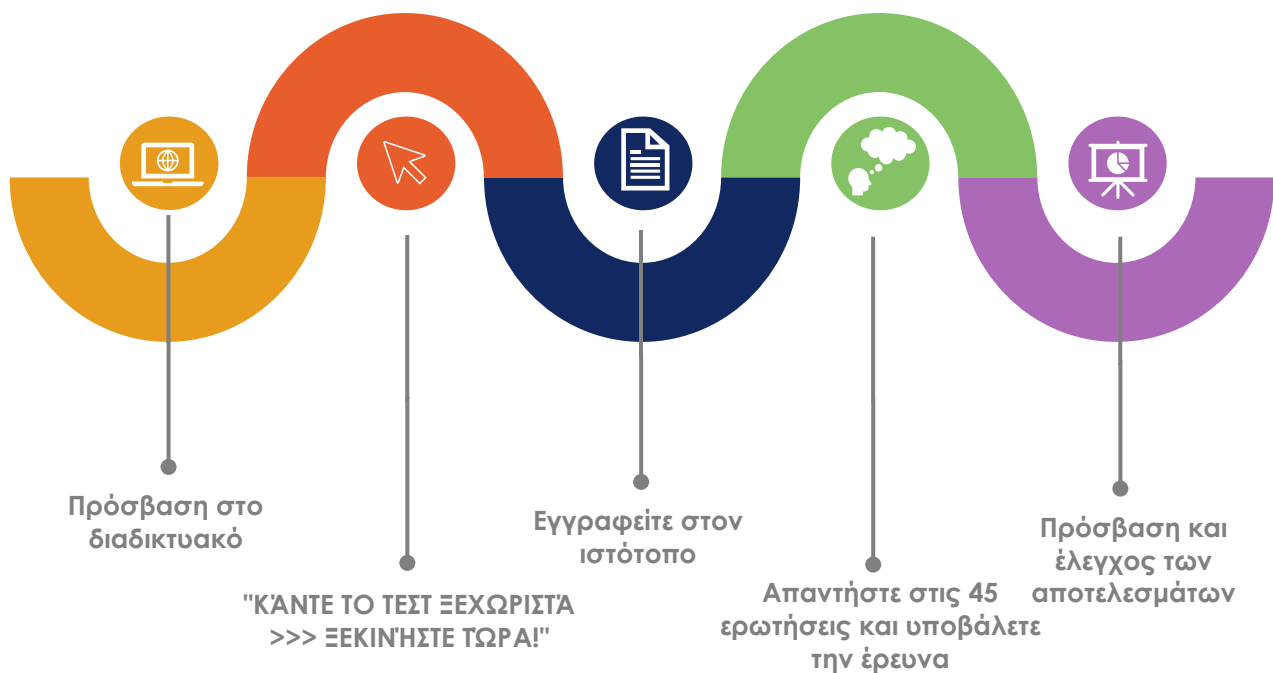 Πρόσβαση στο
διαδικτυακό
"ΚΆΝΤΕ ΤΟ ΤΕΣΤ ΞΕΧΩΡΙΣΤΆ
>>> ΞΕΚΙΝΉΣΤΕ ΤΏΡΑ!"
Εγγραφείτε στον
ιστότοπο
Απαντήστε στις 45
ερωτήσεις και υποβάλετε
την έρευνα
Πρόσβαση και
έλεγχος των
αποτελεσμάτων